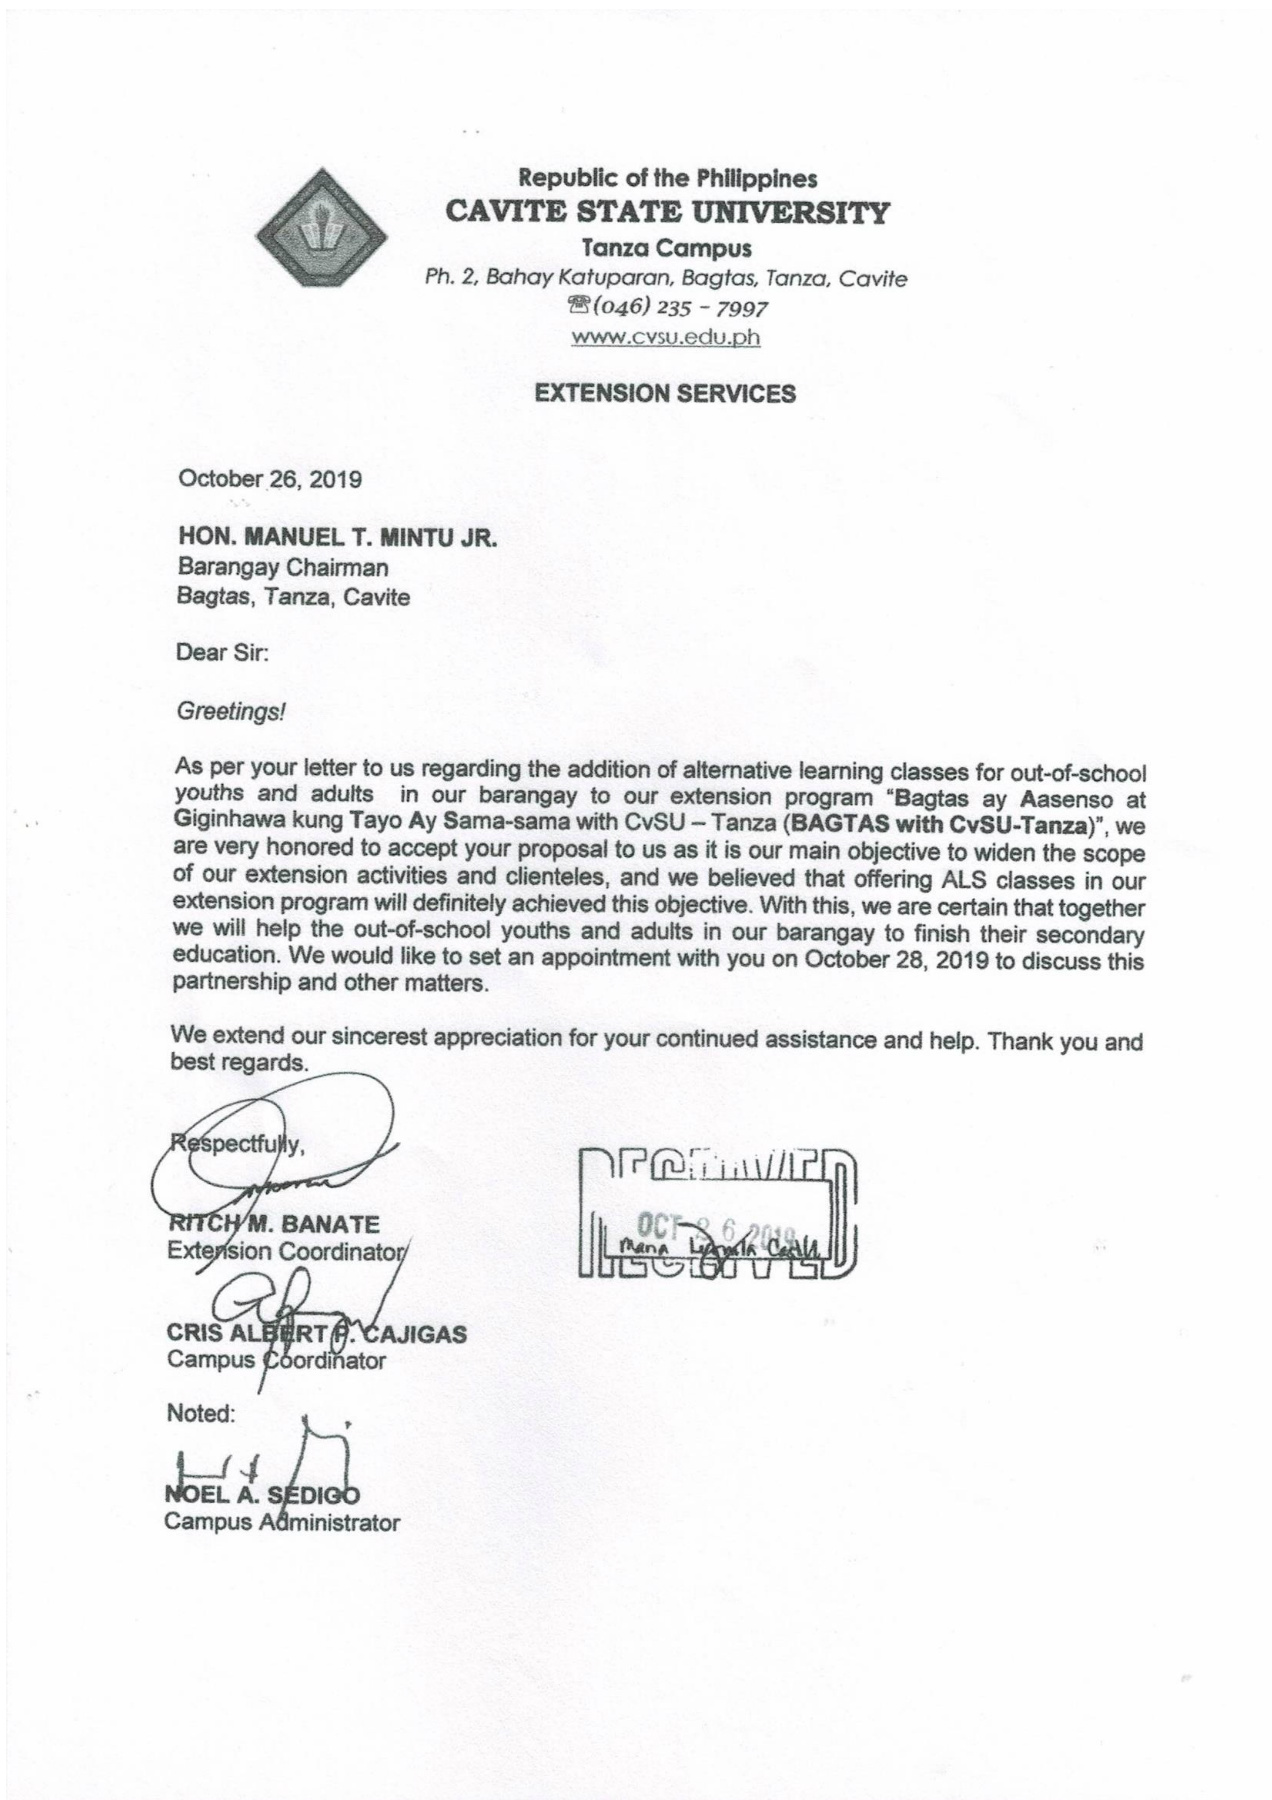 Republic of the Philippines
CAVITE STATE UNIVERSITY
Tanza Campus
Ph. 2, Bahay Katuparan, Bagtas, Tanza, Cavite
☎(046) 235 - 7997
www.cvsu.edu.ph
EXTENSION SERVICES
October 26, 2019
HON. MANUEL T. MINTU JR.
Barangay Chairman
Bagtas, Tanza, Cavite
Dear Sir:
Greetings!
As per your letter to us regarding the addition of alternative learning classes for out-of-school
youths and adults in our barangay to our extension program "Bagtas ay Aasenso at
Giginhawa kung Tayo Ay Sama-sama with CvSU – Tanza (BAGTAS with CvSU-Tanza)", we
are very honored to accept your proposal to us as it is our main objective to widen the scope
of our extension activities and clienteles, and we believed that offering ALS classes in our
extension program will definitely achieved this objective. With this, we are certain that together
we will help the out-of-school youths and adults in our barangay to finish their secondary
education. We would like to set an appointment with you on October 28, 2019 to discuss this
partnership and other matters.
We extend our sincerest appreciation for your continued assistance and help. Thank you and
best regards.
Respectfully,
RITCH M. BANATE
Extension Coordinator
RECEIVED
OCT 26 2019
CRIS ALBERT P. CAJIGAS
Campus Coordinator
Noted:
NOEL A. SEDIGO
Campus Administrator